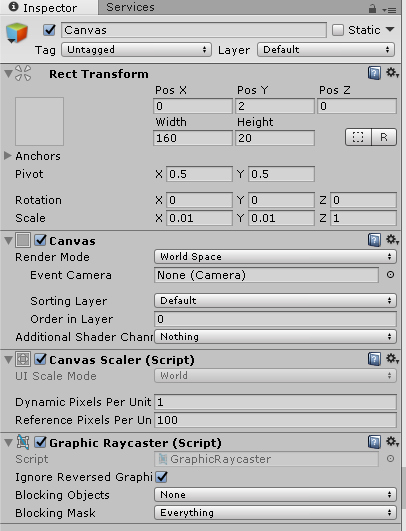 Inspector Services
Canvas Static
Tag Untagged Layer Default
Rect Transform
Pos X Pos Y Pos Z
0 2 0
Width Height
160 20
R
Anchors
Pivot X 0.5 Y 0.5
Rotation X 0 Y 0 Z 0
Scale X 0.01 Y 0.01 Z 1
Canvas
Render Mode World Space
Event Camera None (Camera)
Sorting Layer Default
Order in Layer 0
Additional Shader Chann Nothing
Canvas Scaler (Script)
UI Scale Mode World
Dynamic Pixels Per Unit 1
Reference Pixels Per Un 100
Graphic Raycaster (Script)
Script GraphicRaycaster
Ignore Reversed Graphi
Blocking Objects None
Blocking Mask Everything